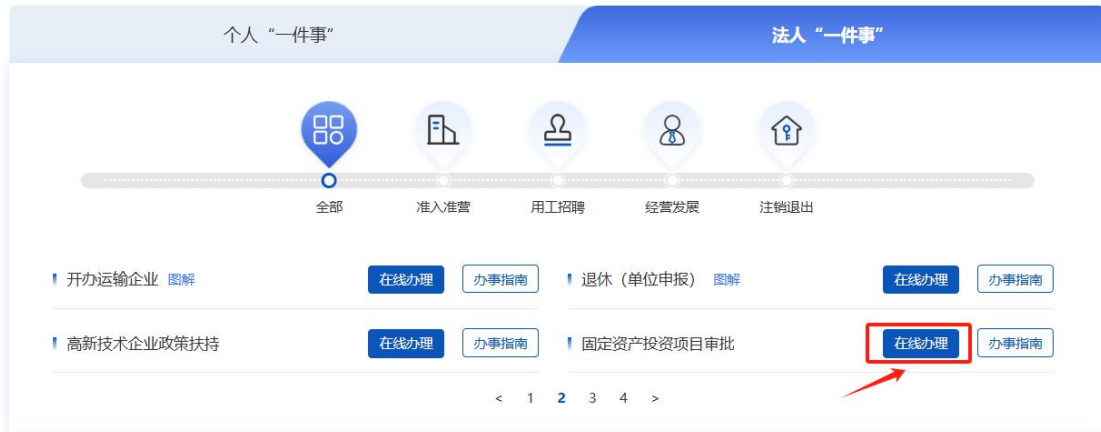 个人“一件事” 法人“一件事”
全部 准入准营 用工招聘 经营发展 注销退出
开办运输企业 图解 在线办理 办事指南 退休（单位申报） 图解 在线办理 办事指南
高新技术企业政策扶持 在线办理 办事指南 固定资产投资项目审批 在线办理 办事指南
< 1 2 3 4 >